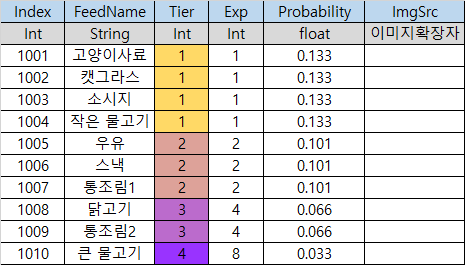 Index FeedName Tier Exp Probability ImgSrc
Int String Int Int float 이미지확장자
1001 고양이사료 1 1 0.133
1002 캣그라스 1 1 0.133
1003 소시지 1 1 0.133
1004 작은 물고기 1 1 0.133
1005 우유 2 2 0.101
1006 스낵 2 2 0.101
1007 통조림1 2 2 0.101
1008 닭고기 3 4 0.066
1009 통조림2 3 4 0.066
1010 큰 물고기 4 8 0.033